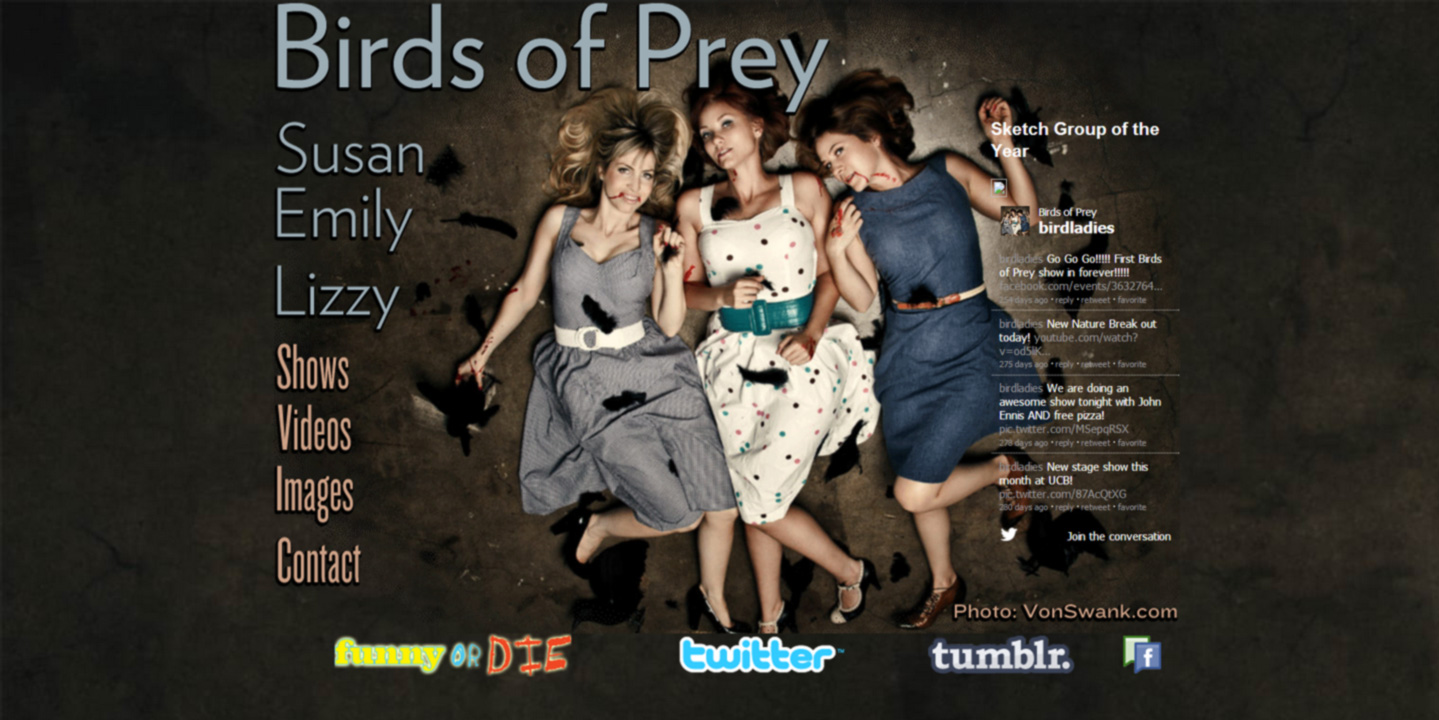 Birds of Prey
Susan
Emily
Lizzy
Shows
Videos
Images
Contact
Sketch Group of the
Year
Birds of Prey
birdladies
birdladies Go Go Go!!!!! First Birds
of Prey show in forever!!!!!
facebook.com/events/3632764...
254 days ago • reply • retweet • favorite
birdladies New Nature Break out
today! youtube.com/watch?
v=od5lK...
275 days ago • reply • retweet • favorite
birdladies We are doing an
awesome show tonight with John
Ennis AND free pizza!
pic.twitter.com/MSepqRSX
278 days ago • reply • retweet • favorite
birdladies New stage show this
month at UCB!
pic.twitter.com/87AcQtXG
280 days ago • reply • retweet • favorite
Join the conversation
Photo: VonSwank.com
funny OR DIE
twitter™
tumblr.
f